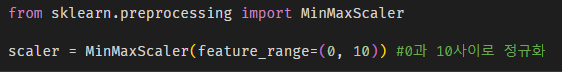 from sklearn.preprocessing import MinMaxScaler
scaler = MinMaxScaler(feature_range=(0, 10)) #0과 10사이로 정규화